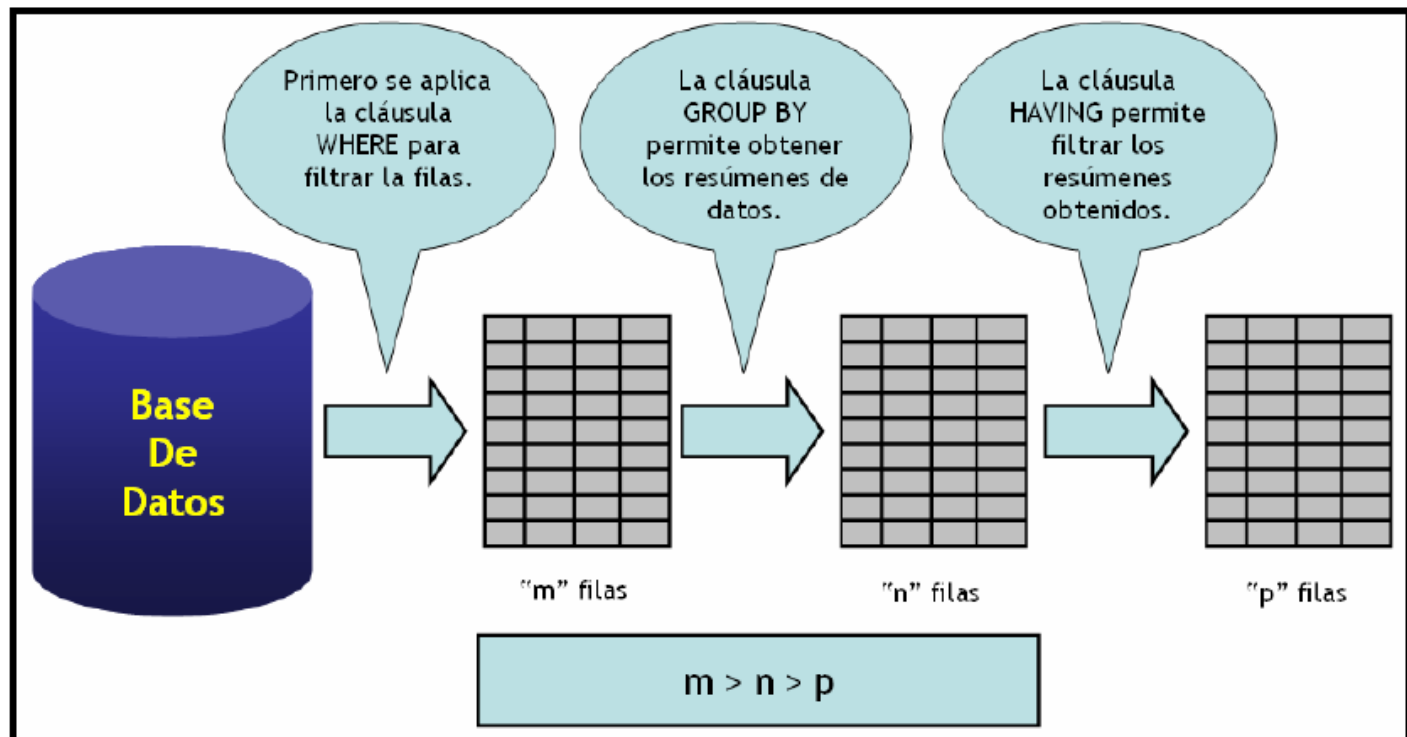 Primero se aplica
la cláusula
WHERE para
filtrar la filas.
La cláusula
GROUP BY
permite obtener
los resúmenes de
datos.
La cláusula
HAVING permite
filtrar los
resúmenes
obtenidos.
Base
De
Datos
“m” filas
“n” filas
“p” filas
m > n > p